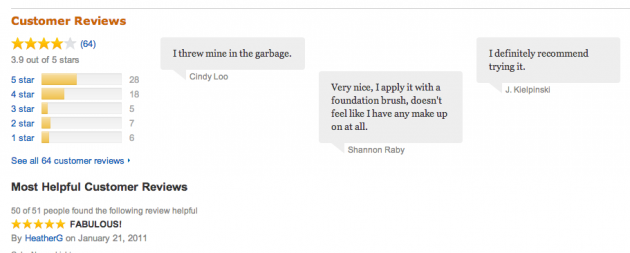 Customer Reviews
(64)
3.9 out of 5 stars
5 star 28
4 star 18
3 star 5
2 star 7
1 star 6
See all 64 customer reviews
I threw mine in the garbage.
Cindy Loo
Very nice, I apply it with a
foundation brush, doesn't
feel like I have any make up
on at all.
Shannon Raby
I definitely recommend
trying it.
J. Kielpinski
Most Helpful Customer Reviews
50 of 51 people found the following review helpful
FABULOUS!
By HeatherG on January 21, 2011